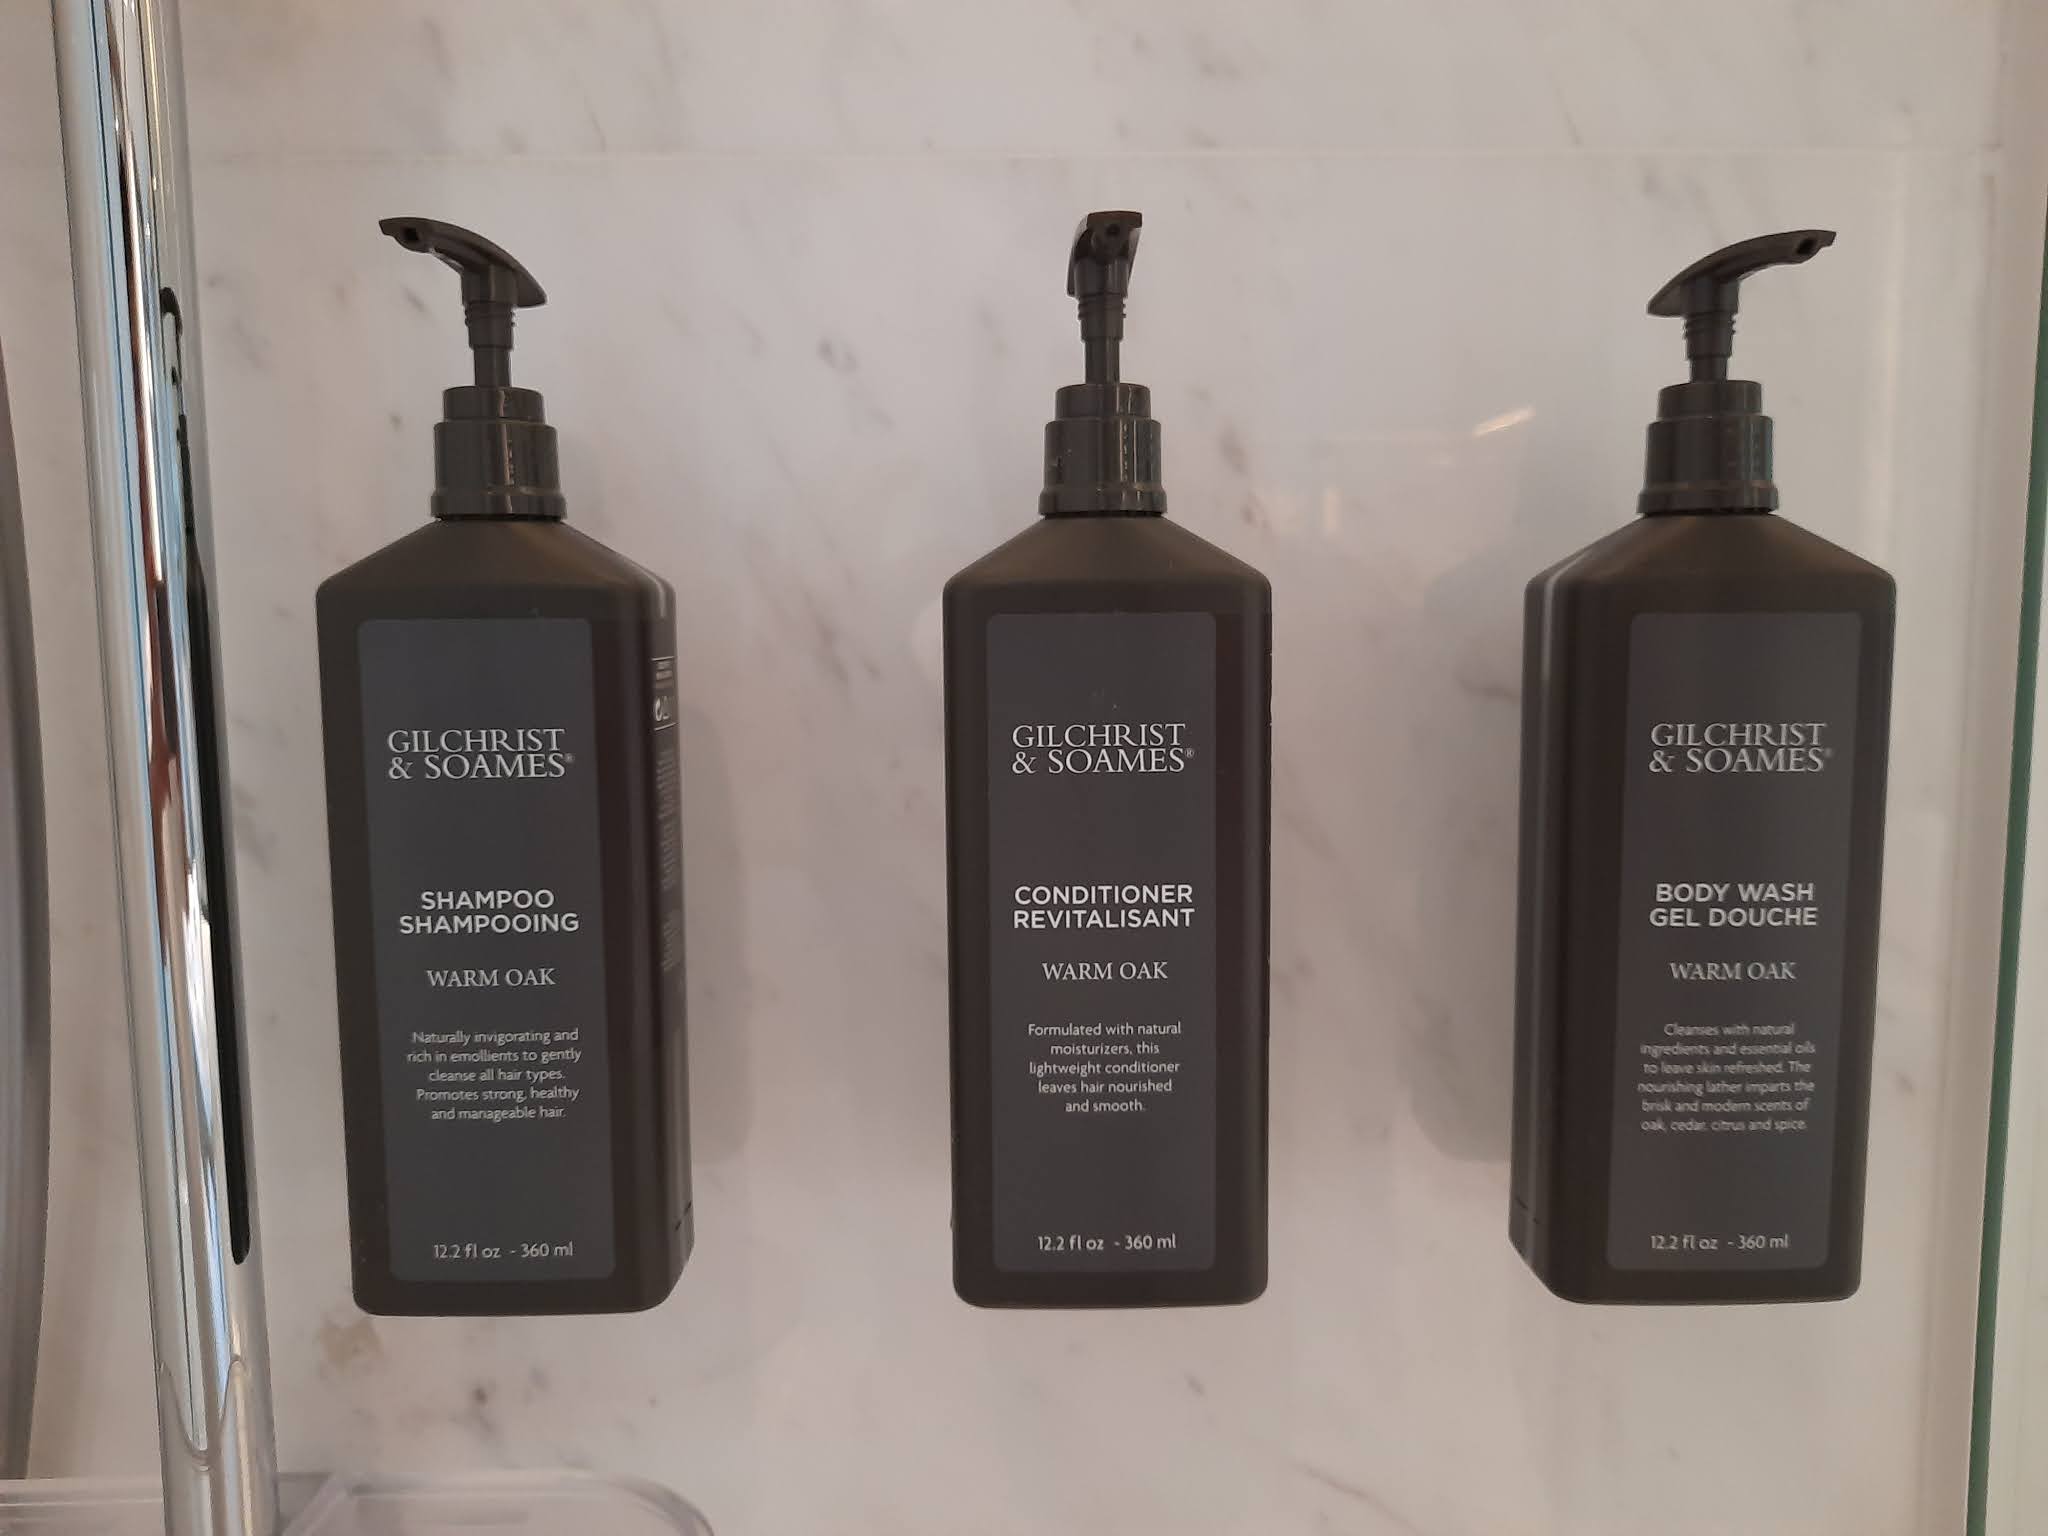 GILCHRIST
& SOAMES®
SHAMPOO
SHAMPOOING
WARM OAK
Naturally invigorating and
rich in emollients to gently
cleanse all hair types.
Promotes strong, healthy
and manageable hair.
12.2 fl oz - 360 ml
GILCHRIST
& SOAMES®
CONDITIONER
REVITALISANT
WARM OAK
Formulated with natural
moisturizers, this
lightweight conditioner
leaves hair nourished
and smooth.
12.2 fl oz - 360 ml
GILCHRIST
& SOAMES®
BODY WASH
GEL DOUCHE
WARM OAK
Cleanses with natural
ingredients and essential oils
to leave skin refreshed. The
nourishing lather imparts the
brisk and modern scents of
oak, cedar, citrus and spice.
12.2 fl oz - 360 ml